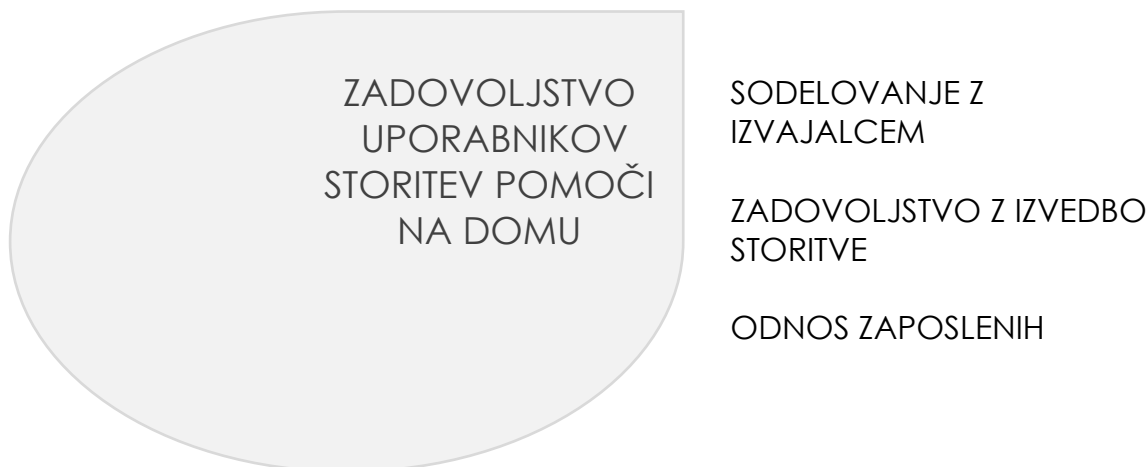 ZADOVOLJSTVO
UPORABNIKOV
STORITEV POMOČI
NA DOMU
SODELOVANJE Z
IZVAJALCEM
ZADOVOLJSTVO Z IZVEDBO
STORITVE
ODNOS ZAPOSLENIH